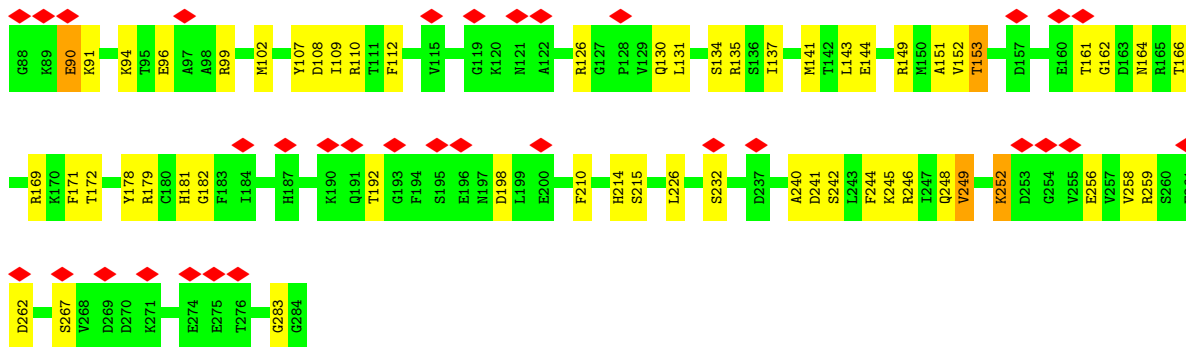 G88 K89 E90 K91 K94 T95 E96 A97 A98 R99 M102 Y107 D108 I109 R110 T111 F112 V115 G119 K120 N121 A122 R126 G127 P128 V129 Q130 L131 S134 R135 S136 I137 M141 T142 L143 E144 R149 M150 A151 V152 T153 D157 E160 T161 G162 D163 N164 R165 T166
R169 K170 F171 T172 Y178 R179 C180 H181 G182 F183 I184 H187 K190 Q191 T192 G193 F194 S195 E196 N197 D198 L199 E200 F210 H214 S215 L226 S232 D237 A240 D241 S242 L243 F244 K245 R246 I247 Q248 V249 K252 D253 G254 V255 E256 V257 V258 R259 S260
D262 S267 V268 D269 D270 K271 E274 E275 T276 G283 G284